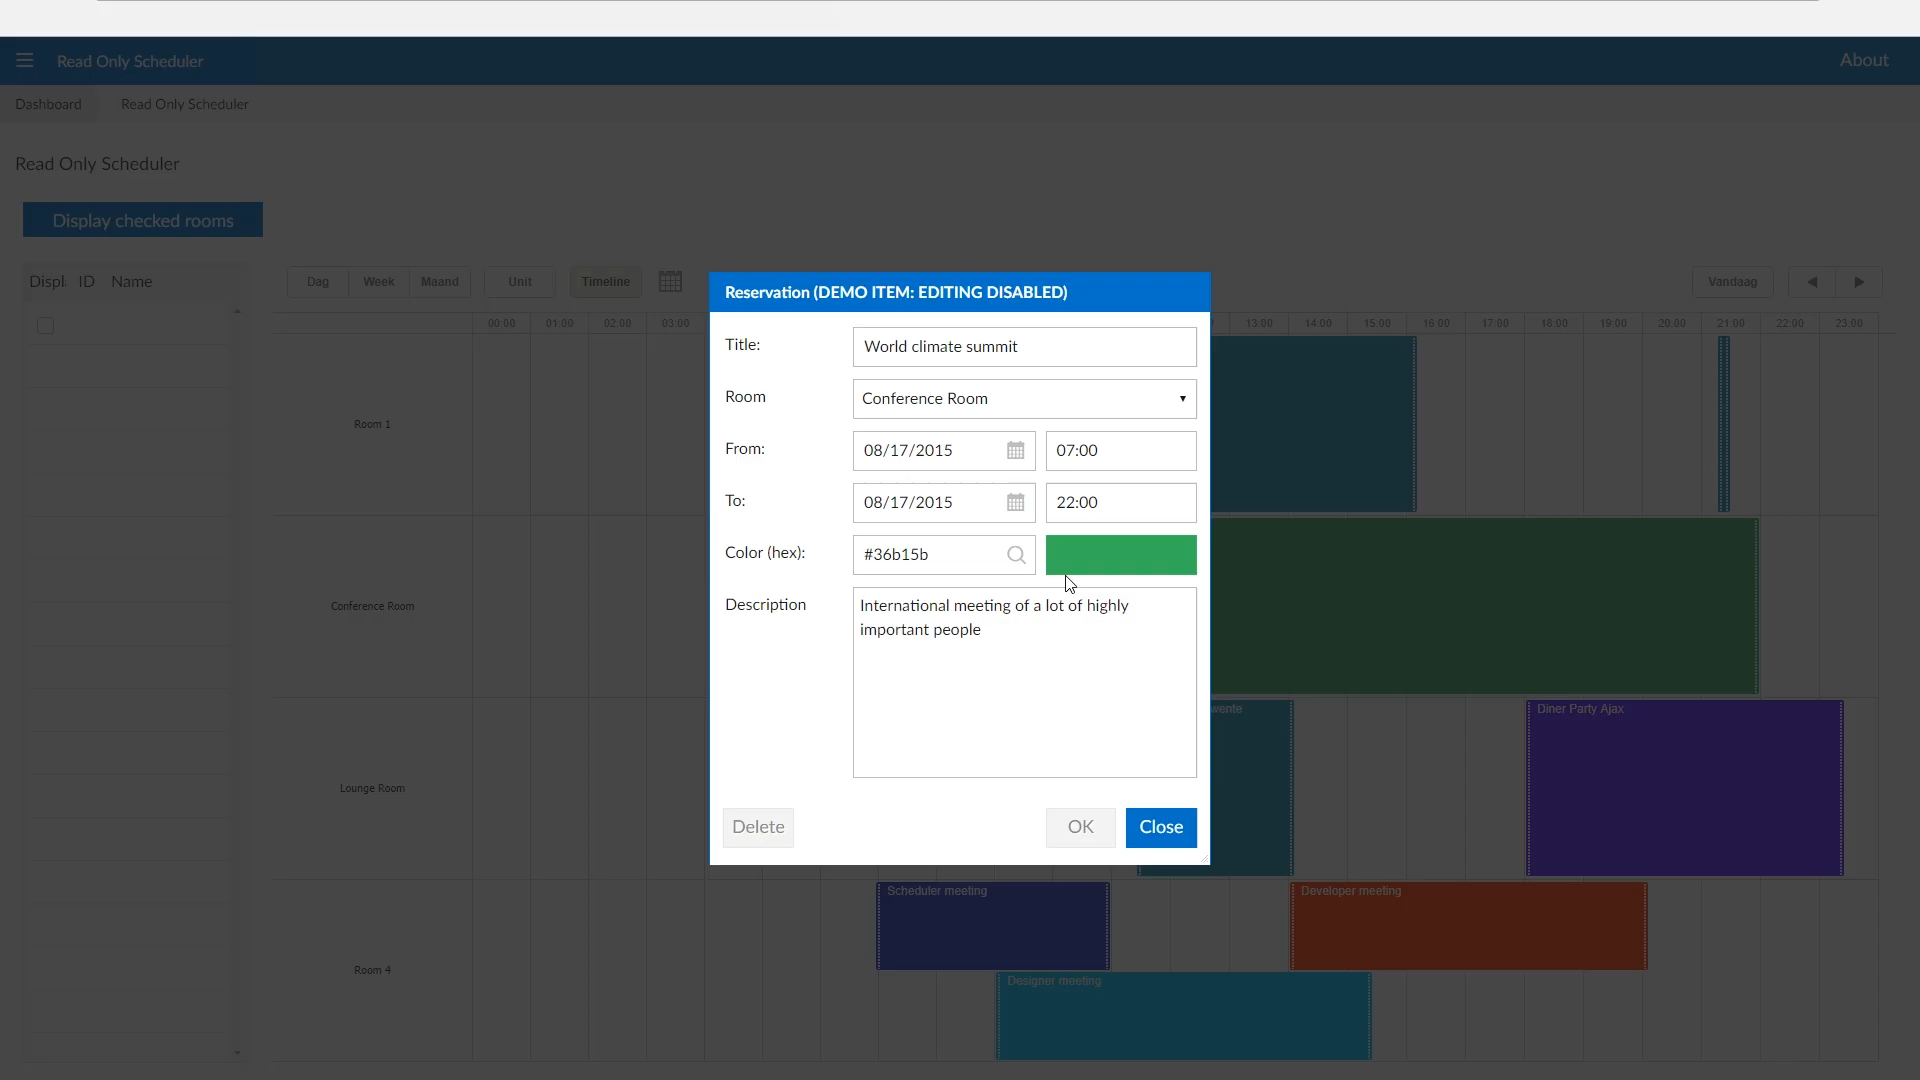 Read Only Scheduler
About
Dashboard
Read Only Scheduler
Read Only Scheduler
Display checked rooms
Displ. ID Name
Dag Week Maand Unit Timeline
Vandaag
00:00 01:00 02:00 03:00 13:00 14:00 15:00 16:00 17:00 18:00 19:00 20:00 21:00 22:00 23:00
Room 1
Conference Room
Lounge Room
Room 4
wente
Diner Party Ajax
Scheduler meeting
Developer meeting
Designer meeting
Reservation (DEMO ITEM: EDITING DISABLED)
Title: World climate summit
Room Conference Room
From: 08/17/2015 07:00
To: 08/17/2015 22:00
Color (hex): #36b15b
Description International meeting of a lot of highly
important people
Delete OK Close